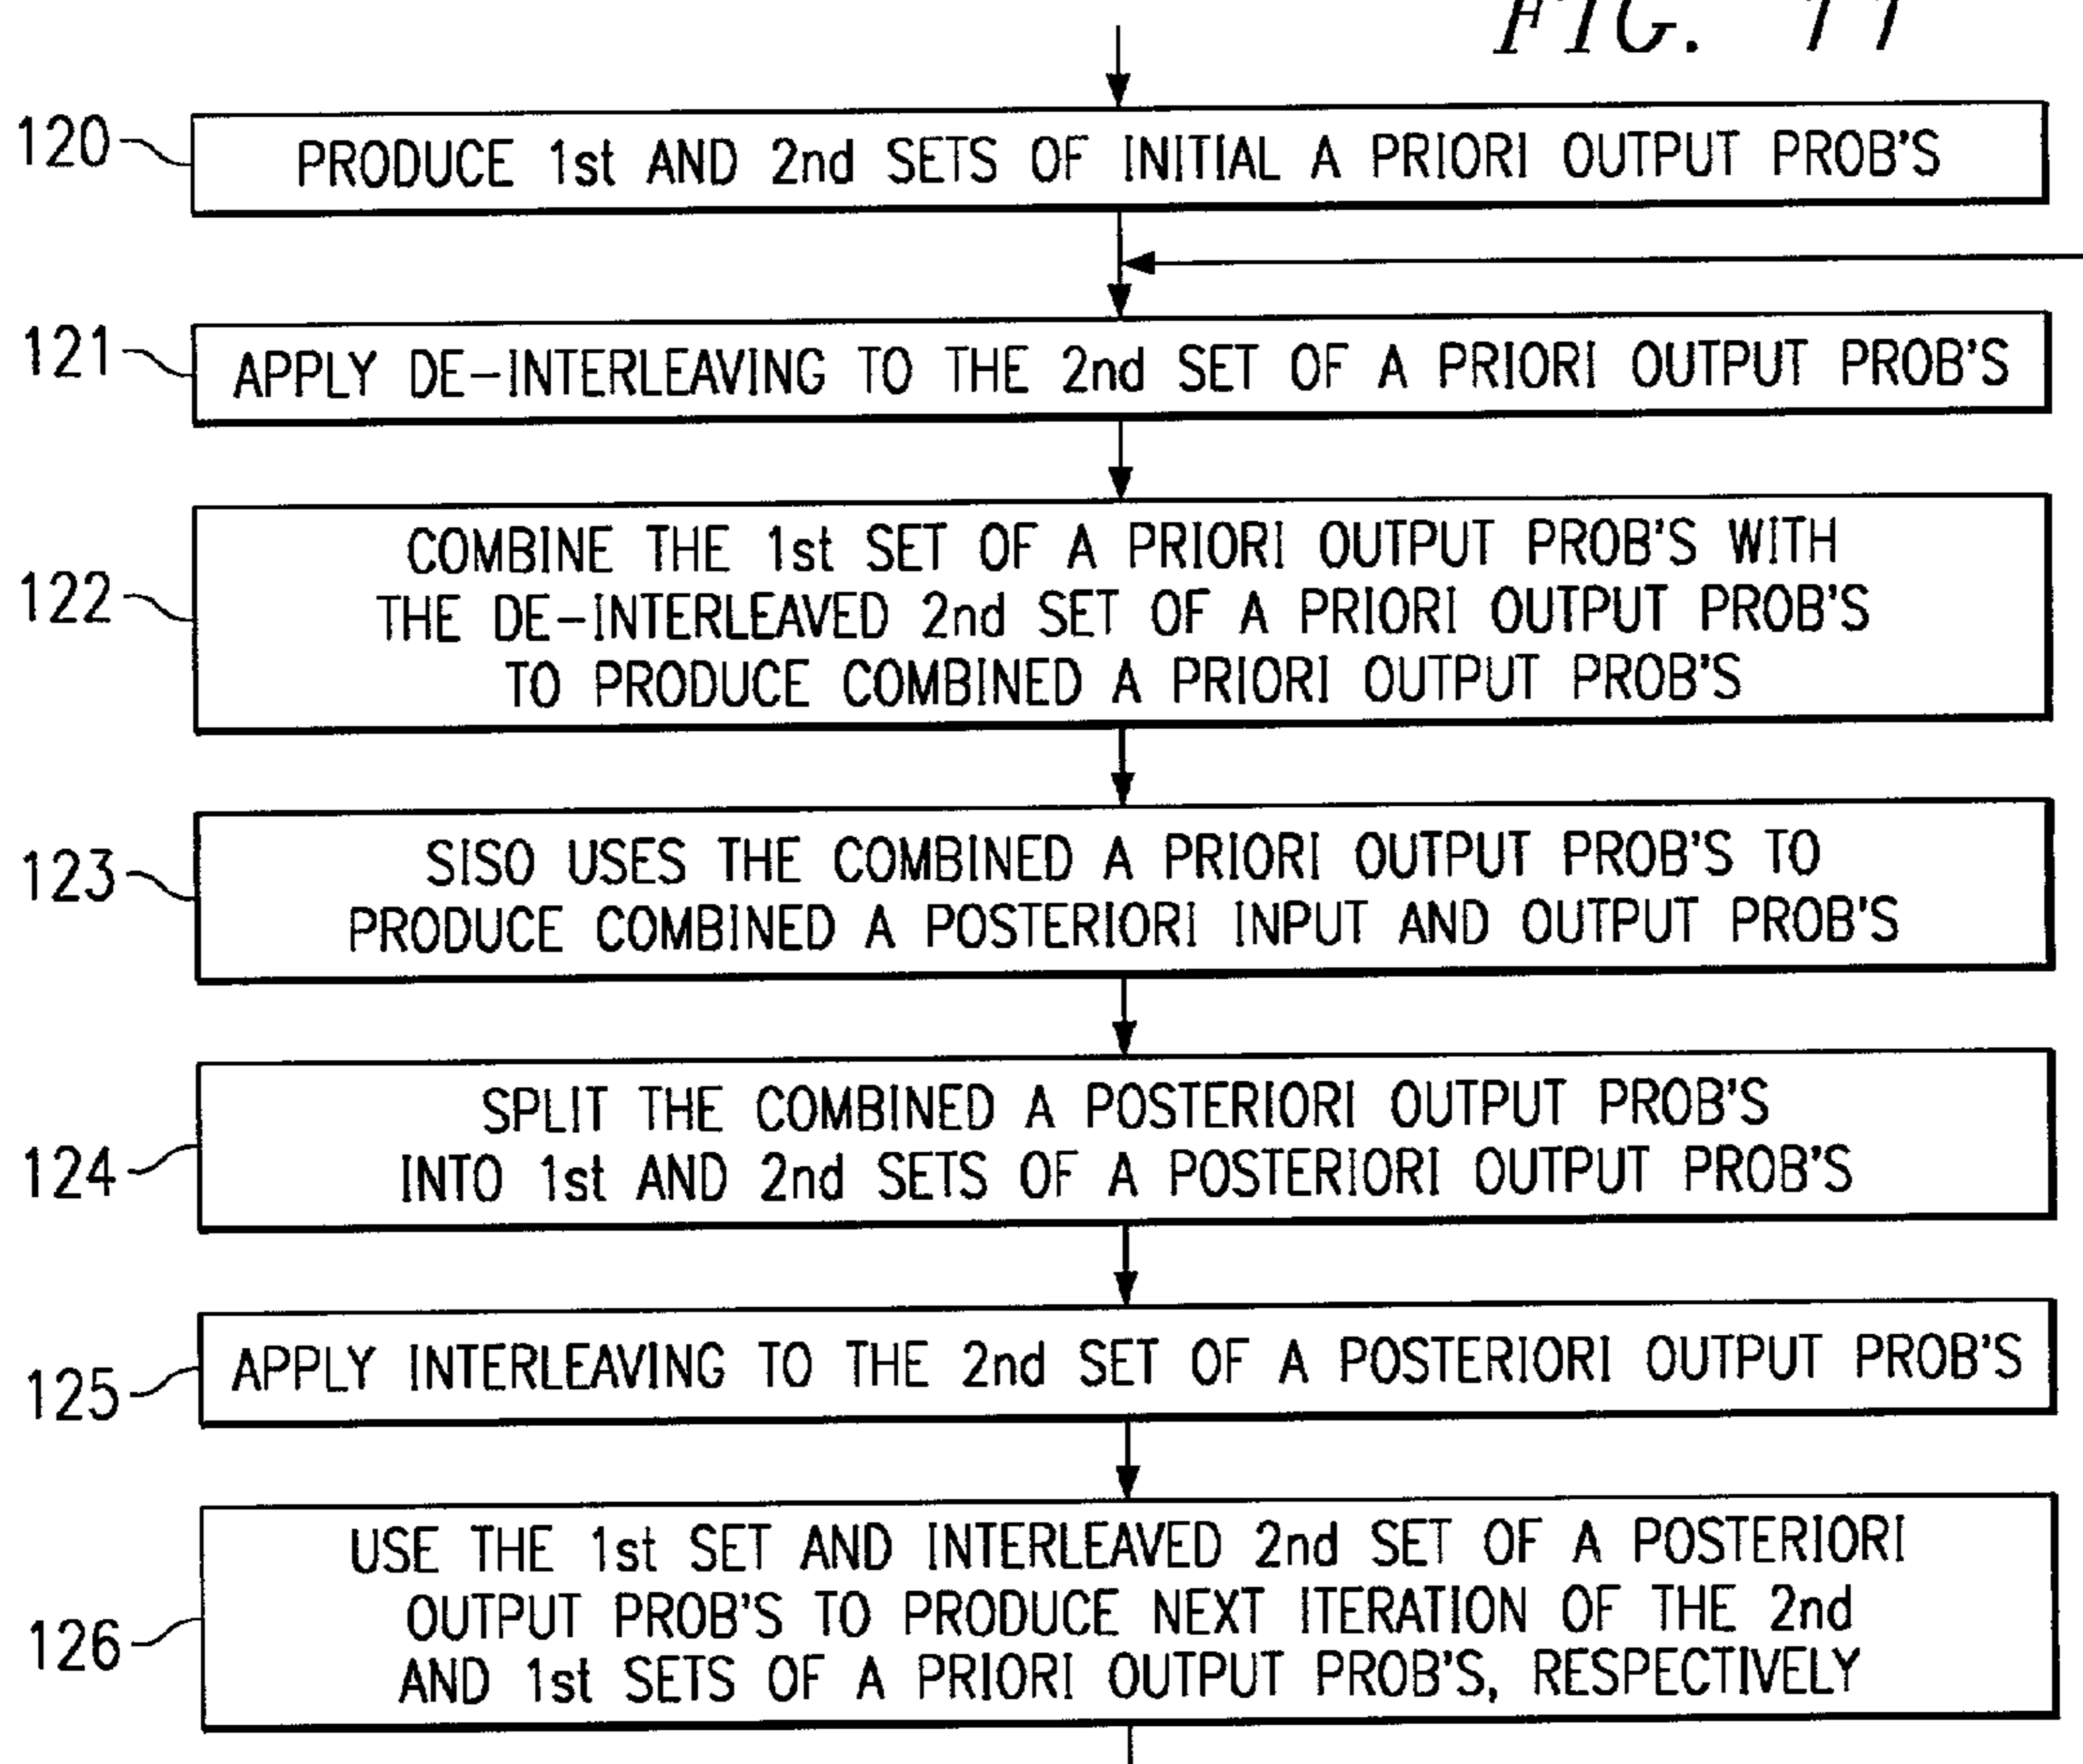 FIG. 11
120
PRODUCE 1st AND 2nd SETS OF INITIAL A PRIORI OUTPUT PROB'S
121
APPLY DE-INTERLEAVING TO THE 2nd SET OF A PRIORI OUTPUT PROB'S
122
COMBINE THE 1st SET OF A PRIORI OUTPUT PROB'S WITH
THE DE-INTERLEAVED 2nd SET OF A PRIORI OUTPUT PROB'S
TO PRODUCE COMBINED A PRIORI OUTPUT PROB'S
123
SISO USES THE COMBINED A PRIORI OUTPUT PROB'S TO
PRODUCE COMBINED A POSTERIORI INPUT AND OUTPUT PROB'S
124
SPLIT THE COMBINED A POSTERIORI OUTPUT PROB'S
INTO 1st AND 2nd SETS OF A POSTERIORI OUTPUT PROB'S
125
APPLY INTERLEAVING TO THE 2nd SET OF A POSTERIORI OUTPUT PROB'S
126
USE THE 1st SET AND INTERLEAVED 2nd SET OF A POSTERIORI
OUTPUT PROB'S TO PRODUCE NEXT ITERATION OF THE 2nd
AND 1st SETS OF A PRIORI OUTPUT PROB'S, RESPECTIVELY